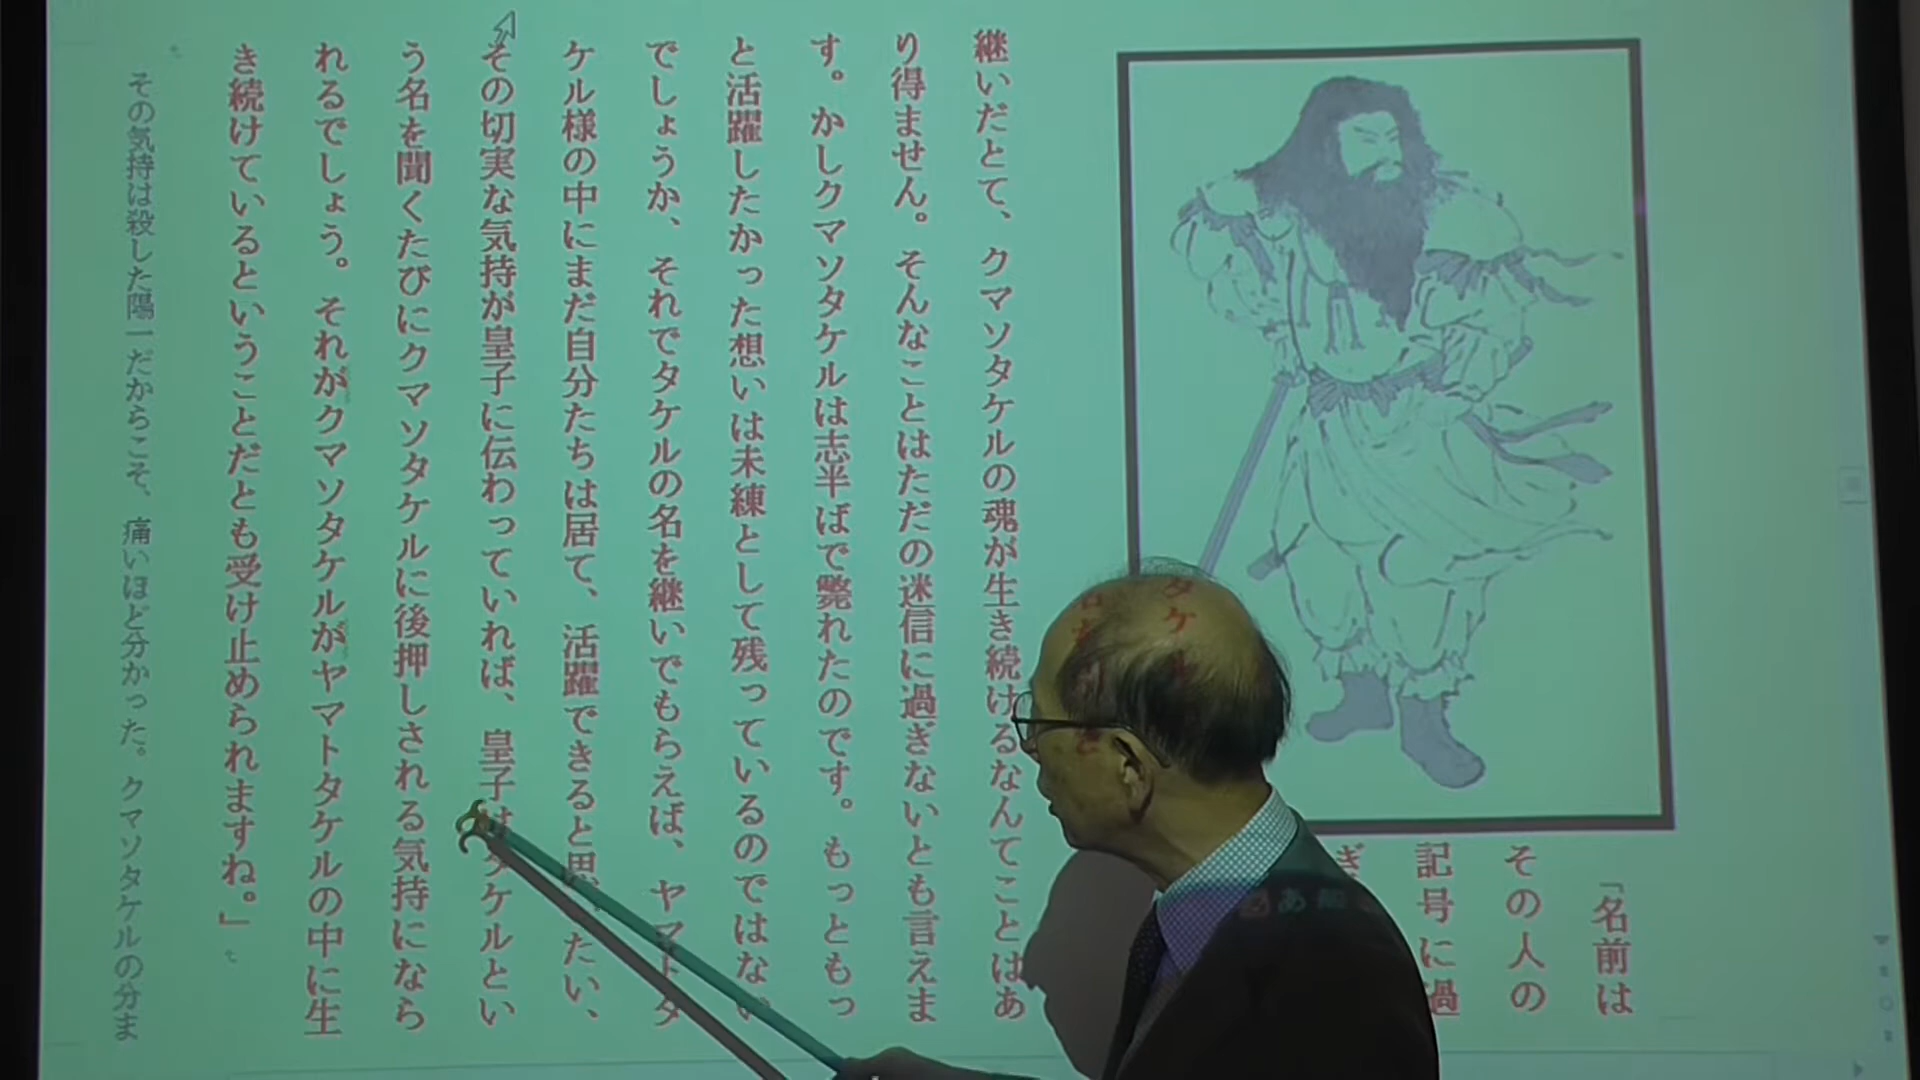 「名前は
その人の
記号に過
ぎ
継いだとて、クマソタケルの魂が生き続けるなんてことはあ
り得ません。そんなことはただの迷信に過ぎないとも言えま
す。かしクマソタケルは志半ばで斃れたのです。もっともっ
と活躍したかった想いは未練として残っているのではない
でしょうか、それでタケルの名を継いでもらえば、ヤマトタ
ケル様の中にまだ自分たちは居て、活躍できると思いたい、
その切実な気持が皇子に伝わっていれば、皇子はタケルとい
う名を聞くたびにクマソタケルに後押しされる気持になら
れるでしょう。それがクマソタケルがヤマトタケルの中に生
き続けているということだとも受け止められますね。」
その気持は殺した陽一だからこそ、痛いほど分かった。クマソタケルの分ま